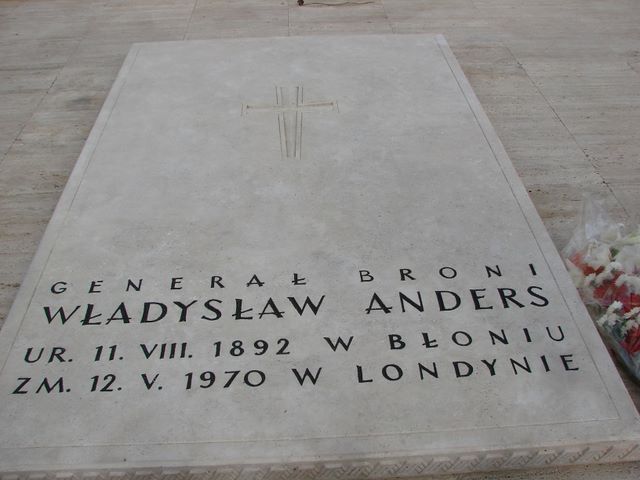 GENERAŁ BRONI
WŁADYSŁAW ANDERS
UR. 11. VIII. 1892 W BŁONIU
ZM. 12. V. 1970 W LONDYNIE